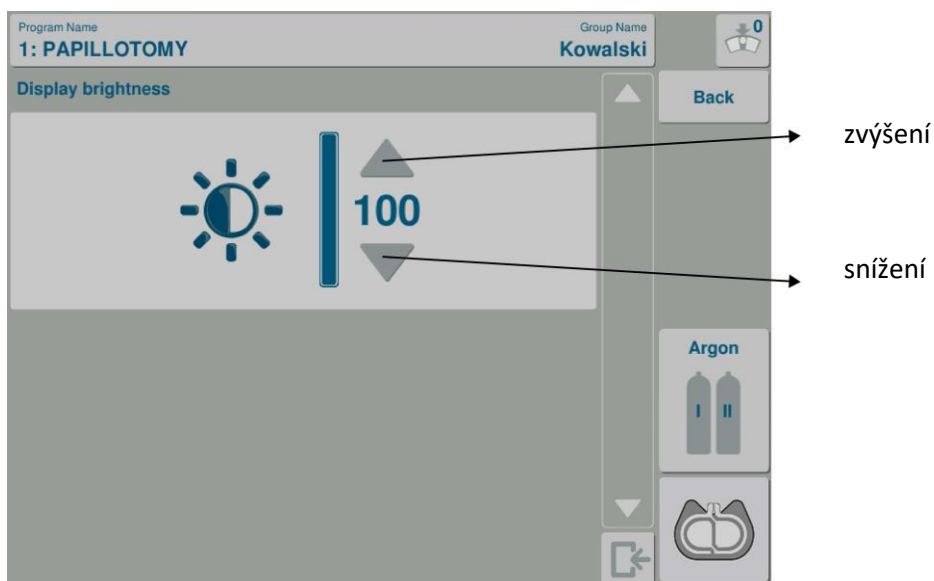 Program Name
1: PAPILLOTOMY
Group Name
Kowalski
0
Display brightness
Back
zvýšení
100
snížení
Argon
I II